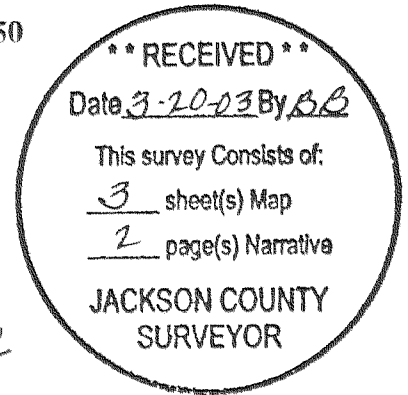 50
* * RECEIVED * *
Date 3-20-03 By BB
This survey Consists of:
3 sheet(s) Map
2 page(s) Narrative
JACKSON COUNTY
SURVEYOR